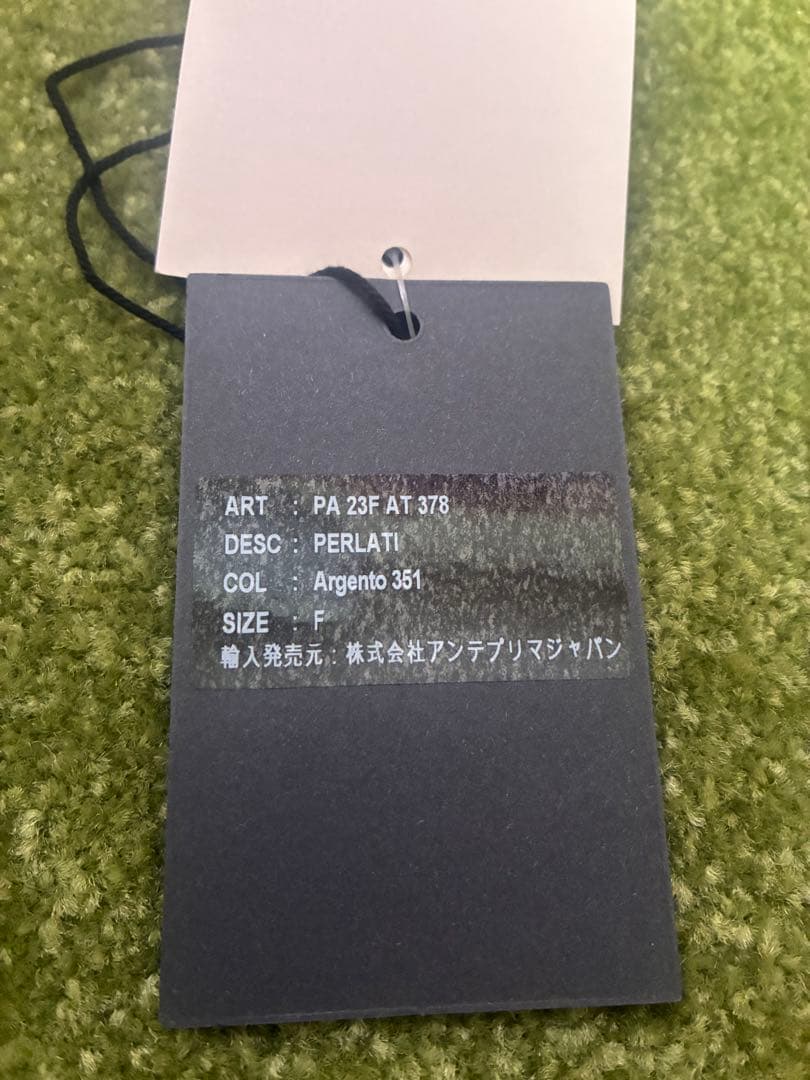 ART : PA 23F AT 378
DESC : PERLATI
COL : Argento 351
SIZE : F
輸入発売元 : 株式会社アンテプリマジャパン